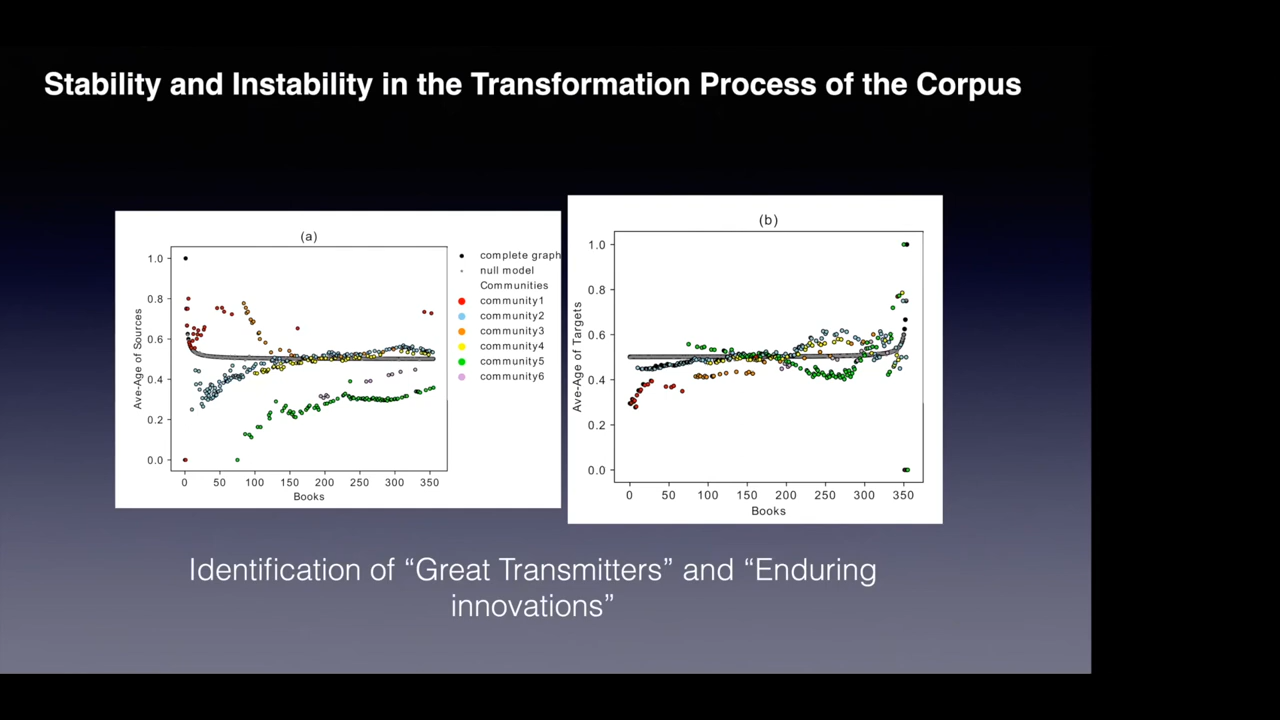 Stability and Instability in the Transformation Process of the Corpus
(a)
Ave-Age of Sources
1.0
0.8
0.6
0.4
0.2
0.0
0 50 100 150 200 250 300 350
Books
complete graph
null model
Communities
community1
community2
community3
community4
community5
community6
(b)
Ave-Age of Targets
1.0
0.8
0.6
0.4
0.2
0.0
0 50 100 150 200 250 300 350
Books
Identification of “Great Transmitters” and “Enduring
innovations”